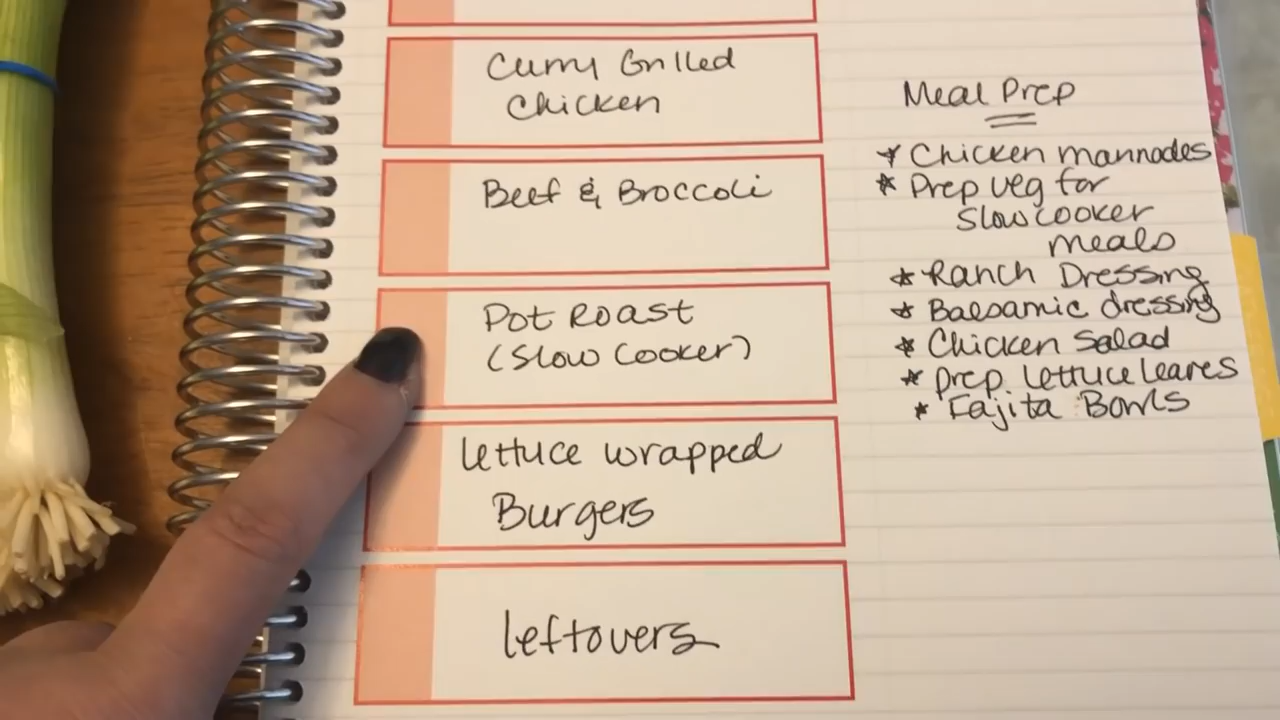 Curry Grilled
Chicken
Beef & Broccoli
Pot Roast
(Slow Cooker)
lettuce wrapped
Burgers
leftovers
Meal Prep
* Chicken marinades
* Prep veg for
slow cooker
meals
* Ranch Dressing
* Balsamic dressing
* Chicken Salad
* prep. lettuce leaves
* Fajita Bowls